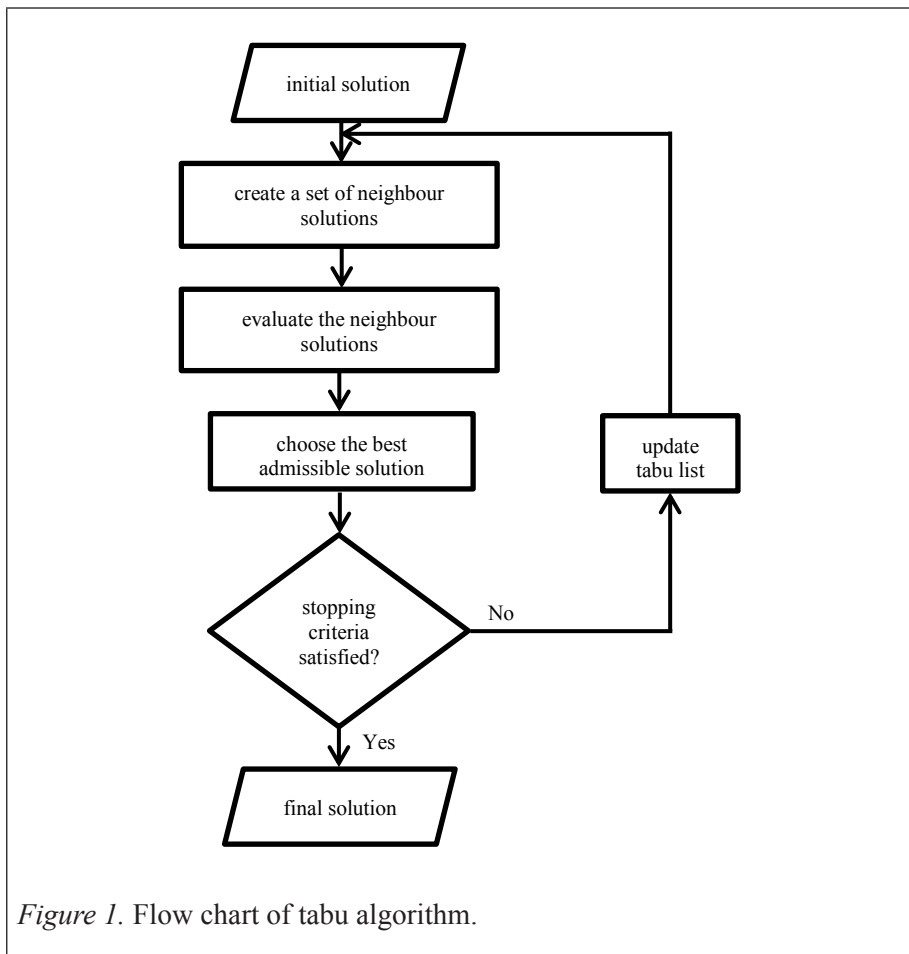 initial solution
create a set of neighbour
solutions
evaluate the neighbour
solutions
choose the best
admissible solution
update
tabu list
stopping
criteria
satisfied?
No
Yes
final solution
Figure 1. Flow chart of tabu algorithm.